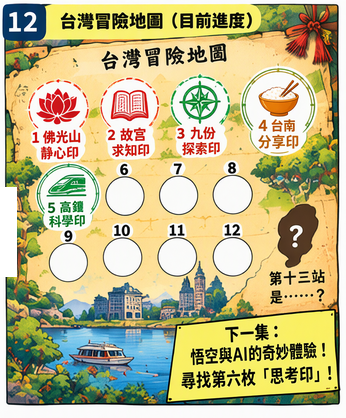 12 台灣冒險地圖（目前進度）
台灣冒險地圖
1 佛光山
靜心印
2 故宮
求知印
3 九份
探索印
4 台南
分享印
5 高鐵
科學印
6
7
8
9
10
11
12
?
第十三站
是⋯⋯？
下一集：
悟空與AI的奇妙體驗！
尋找第六枚「思考印」！